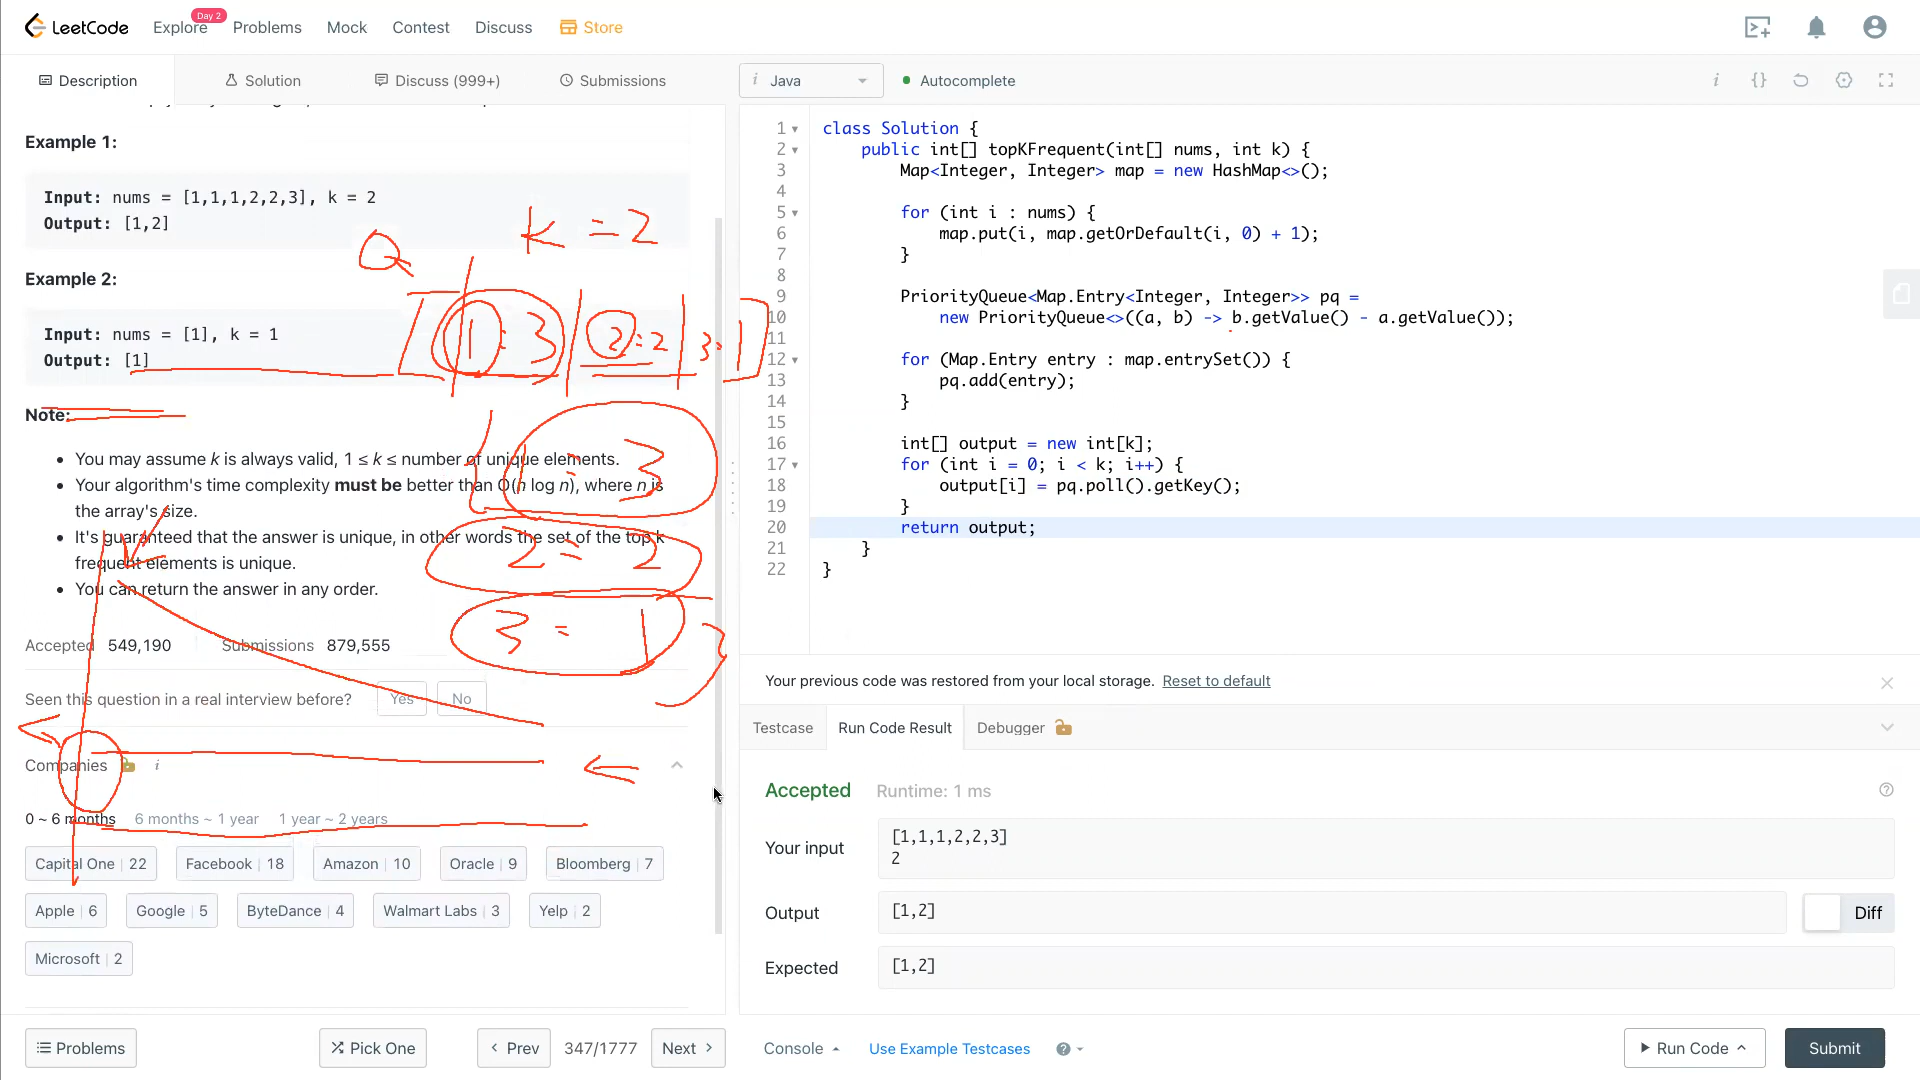 LeetCode Explore Day 2 Problems Mock Contest Discuss Store
Description Solution Discuss (999+) Submissions
Example 1:
Input: nums = [1,1,1,2,2,3], k = 2
Output: [1,2]
k = 2
Q
Example 2:
Input: nums = [1], k = 1
Output: [1]
1 : 3 2 : 2 3 : 1
Note:
You may assume k is always valid, 1 ≤ k ≤ number of unique elements.
Your algorithm's time complexity must be better than O(n log n), where n is
the array's size.
It's guaranteed that the answer is unique, in other words the set of the top k
frequent elements is unique.
You can return the answer in any order.
1 = 3
2 = 2
3 = 1
Accepted 549,190 Submissions 879,555
Seen this question in a real interview before? Yes No
Companies i
0 ~ 6 months 6 months ~ 1 year 1 year ~ 2 years
Capital One 22 Facebook 18 Amazon 10 Oracle 9 Bloomberg 7
Apple 6 Google 5 ByteDance 4 Walmart Labs 3 Yelp 2
Microsoft 2
Problems Pick One Prev 347/1777 Next
i Java Autocomplete
1 class Solution {
2 public int[] topKFrequent(int[] nums, int k) {
3 Map<Integer, Integer> map = new HashMap<>();
4
5 for (int i : nums) {
6 map.put(i, map.getOrDefault(i, 0) + 1);
7 }
8
9 PriorityQueue<Map.Entry<Integer, Integer>> pq =
10 new PriorityQueue<>((a, b) -> b.getValue() - a.getValue());
11
12 for (Map.Entry entry : map.entrySet()) {
13 pq.add(entry);
14 }
15
16 int[] output = new int[k];
17 for (int i = 0; i < k; i++) {
18 output[i] = pq.poll().getKey();
19 }
20 return output;
21 }
22 }
Your previous code was restored from your local storage. Reset to default
Testcase Run Code Result Debugger
Accepted Runtime: 1 ms
Your input
[1,1,1,2,2,3]
2
Output [1,2] Diff
Expected [1,2]
Console Use Example Testcases Run Code Submit